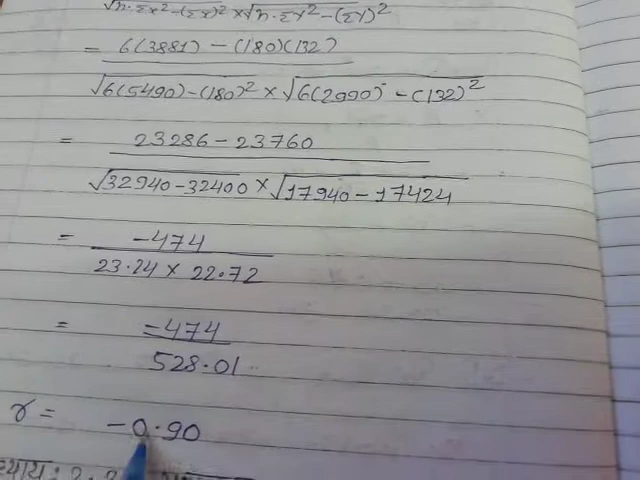 √n·Σx²-(Σx)² × √n·Σy²-(Σy)²
= 6(3881) - (180)(132)
√6(5490)-(180)² × √6(2990) - (132)²
= 23286 - 23760
√32940-32400 × √17940 - 17424
= -474
23.24 × 22.72
= -474
528.01
r = -0.90